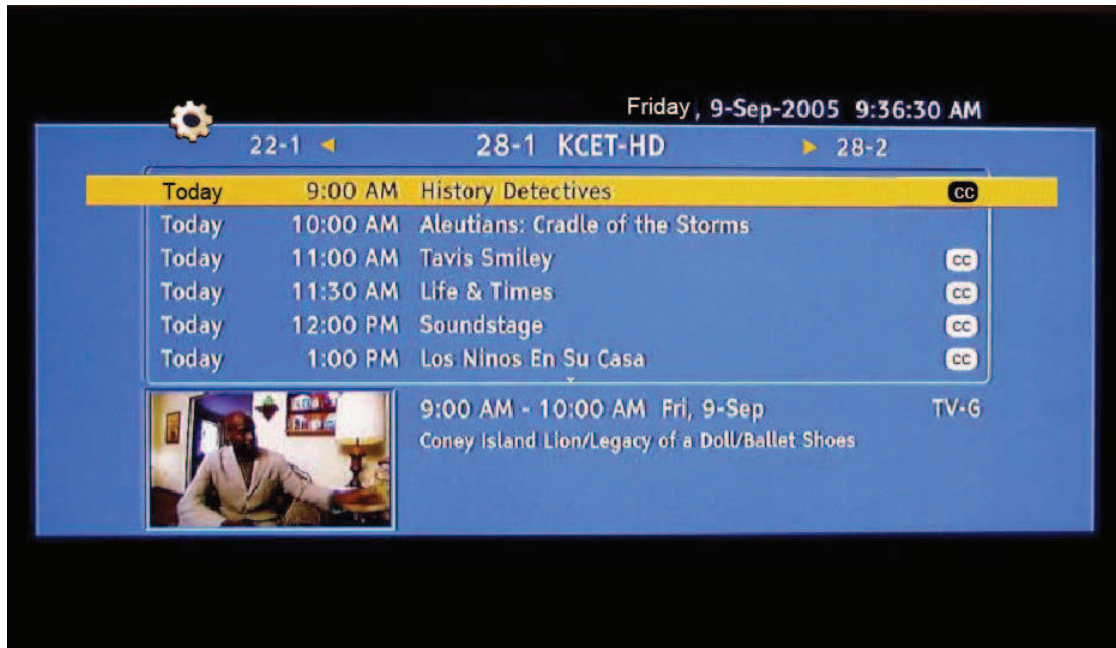 Friday, 9-Sep-2005 9:36:30 AM
22-1 ◄ 28-1 KCET-HD ► 28-2
Today 9:00 AM History Detectives CC
Today 10:00 AM Aleutians: Cradle of the Storms
Today 11:00 AM Tavis Smiley CC
Today 11:30 AM Life & Times CC
Today 12:00 PM Soundstage CC
Today 1:00 PM Los Ninos En Su Casa CC
9:00 AM - 10:00 AM Fri, 9-Sep TV-G
Coney Island Lion/Legacy of a Doll/Ballet Shoes